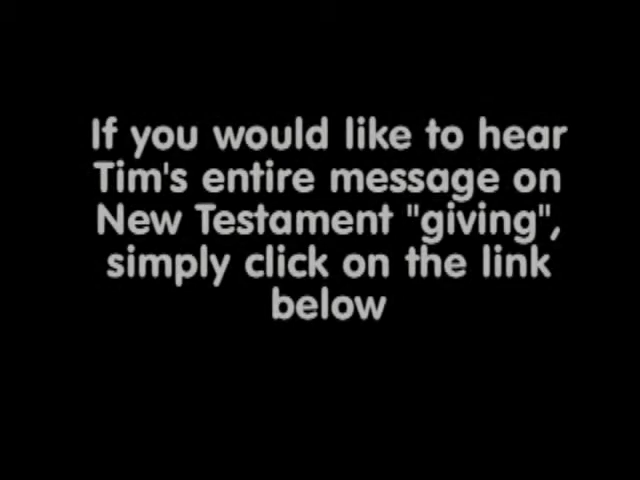 If you would like to hear
Tim's entire message on
New Testament "giving",
simply click on the link
below